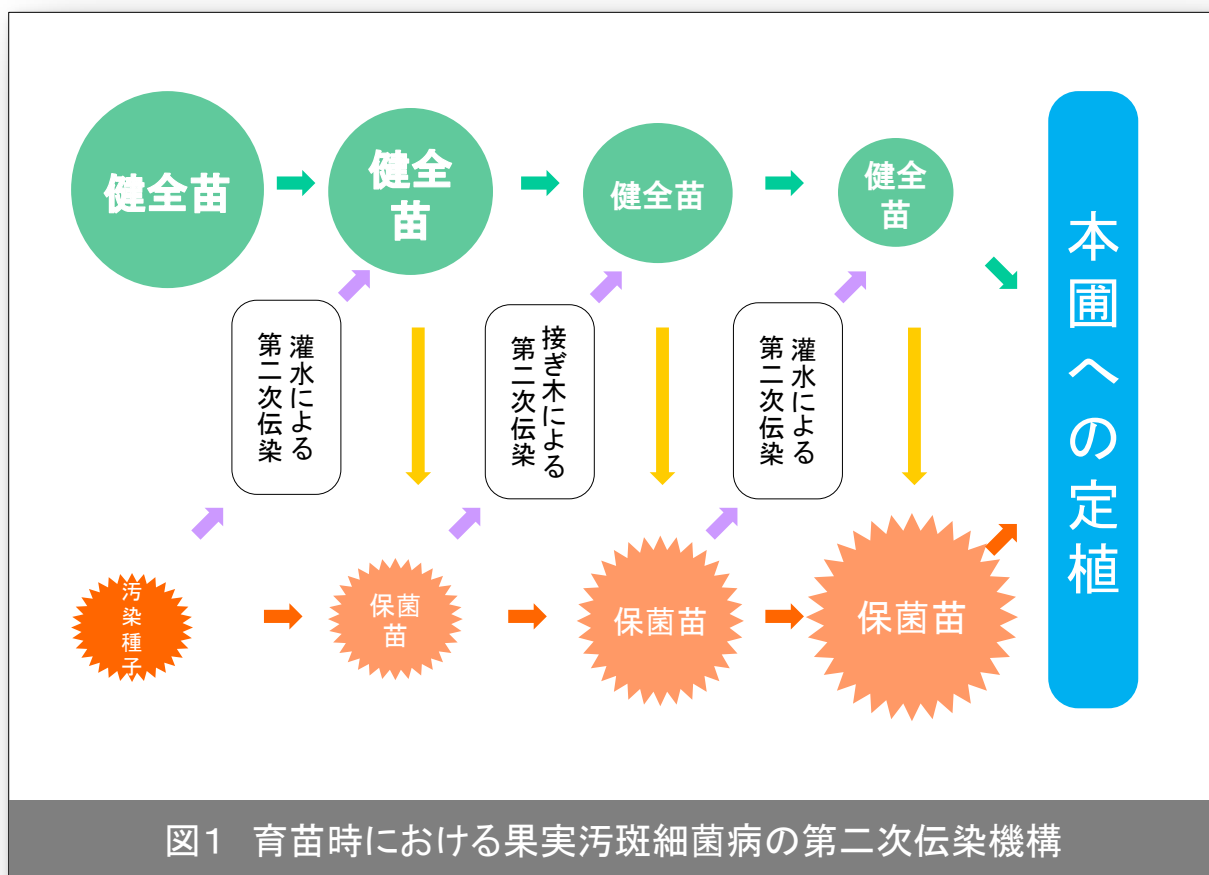 健全苗
健全
苗
健全苗
健全
苗
灌水による
第二次伝染
接ぎ木による
第二次伝染
灌水による
第二次伝染
汚染種子
保菌
苗
保菌苗
保菌苗
本圃への定植
図1 育苗時における果実汚斑細菌病の第二次伝染機構